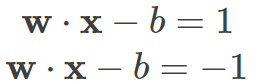 w · x − b = 1
w · x − b = −1